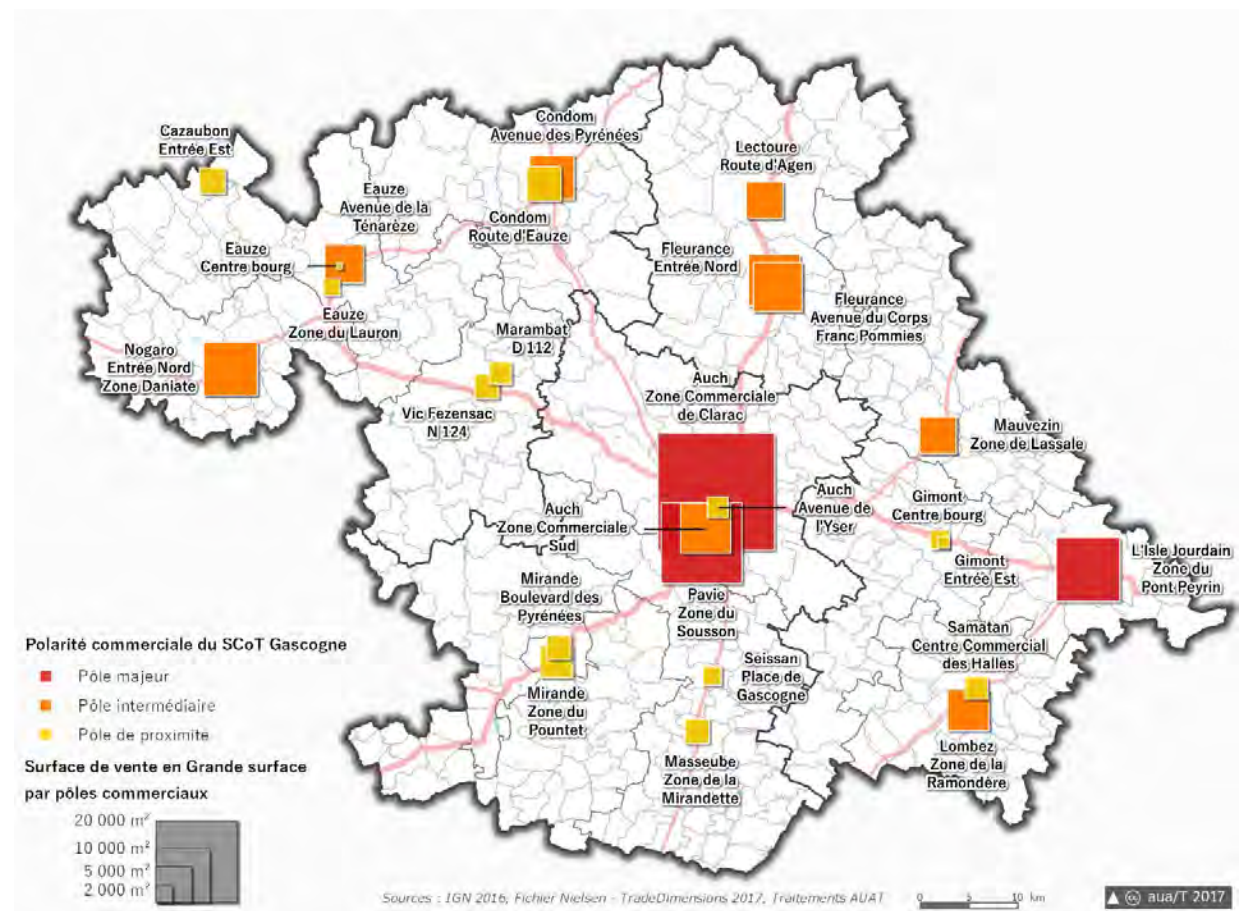 Cazaubon
Entrée Est
Condom
Avenue des Pyrénées
Lectoure
Route d'Agen
Eauze
Avenue de la
Ténarèze
Condom
Route d'Eauze
Eauze
Centre bourg
Fleurance
Entrée Nord
Fleurance
Avenue du Corps
Franc Pommies
Eauze
Zone du Lauron
Marambat
D 112
Nogaro
Entrée Nord
Zone Daniate
Auch
Zone Commerciale
de Clarac
Vic Fezensac
N 124
Mauvezin
Zone de Lassale
Auch
Avenue de
l'Yser
Gimont
Centre bourg
Auch
Zone Commerciale
Sud
Gimont
Entrée Est
L'Isle Jourdain
Zone du
Pont Peyrin
Mirande
Boulevard des
Pyrénées
Pavie
Zone du
Sousson
Samatan
Centre Commercial
des Halles
Seissan
Place de
Gascogne
Mirande
Zone du
Pountet
Masseube
Zone de la
Mirandette
Lombez
Zone de la
Ramondère
Polarité commerciale du SCoT Gascogne
Pôle majeur
Pôle intermédiaire
Pôle de proximité
Surface de vente en Grande surface
par pôles commerciaux
20 000 m²
10 000 m²
5 000 m²
2 000 m²
Sources : IGN 2016, Fichier Nielsen - TradeDimensions 2017, Traitements AUAT
0 5 10 km
cc aua/T 2017